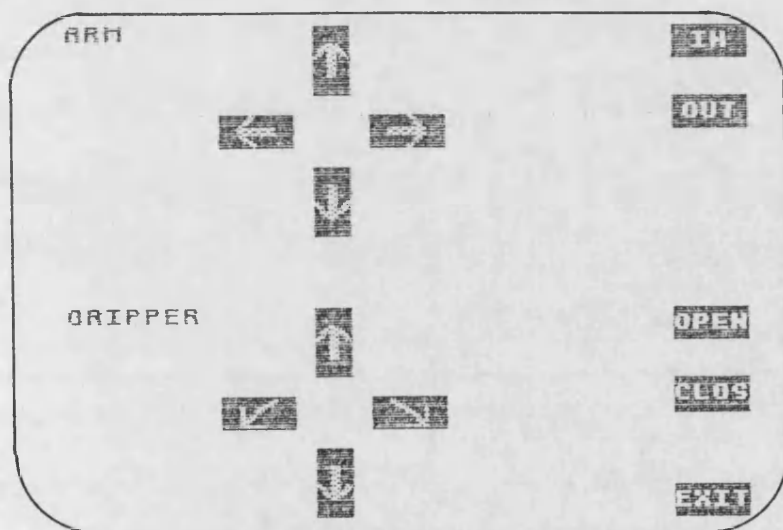 ARM
IN
OUT
GRIPPER
OPEN
CLOS
EXIT